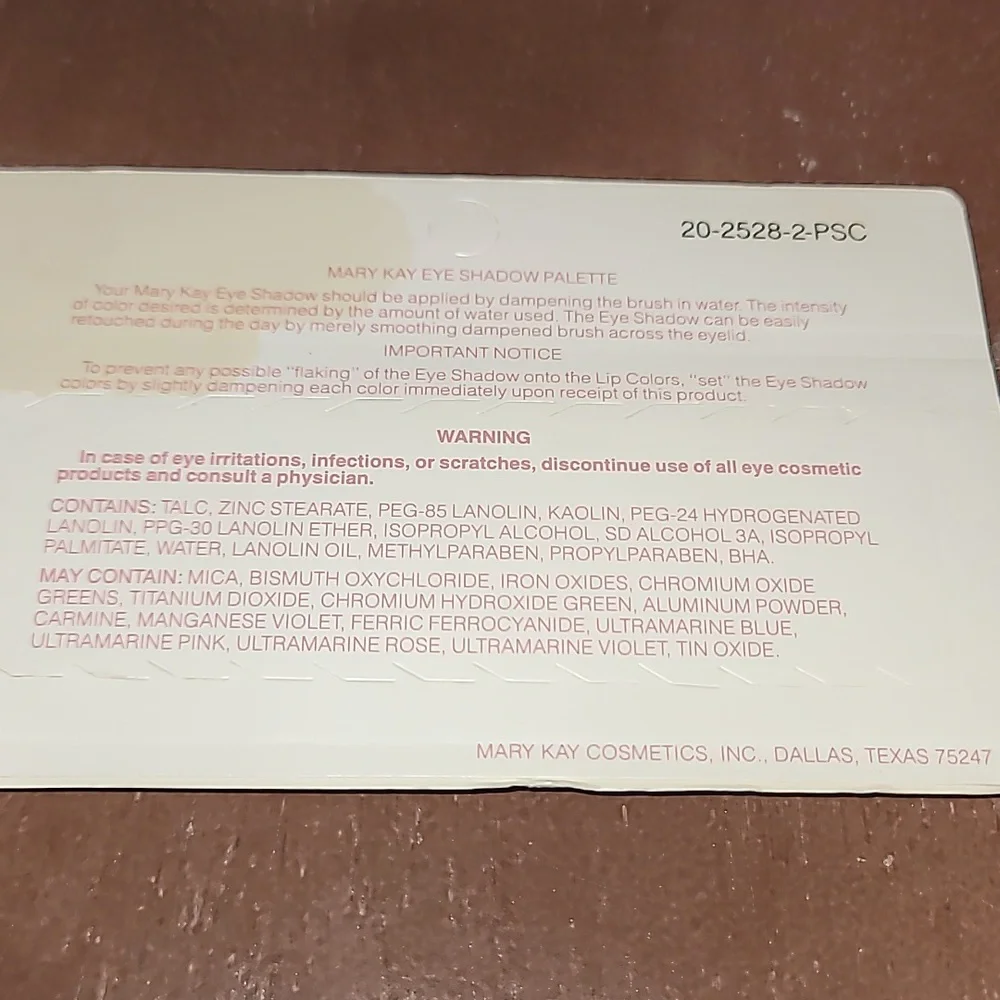 20-2528-2-PSC
MARY KAY EYE SHADOW PALETTE
Your Mary Kay Eye Shadow should be applied by dampening the brush in water. The intensity
of color desired is determined by the amount of water used. The Eye Shadow can be easily
retouched during the day by merely smoothing dampened brush across the eyelid.
IMPORTANT NOTICE
To prevent any possible "flaking" of the Eye Shadow onto the Lip Colors, "set" the Eye Shadow
colors by slightly dampening each color immediately upon receipt of this product.
WARNING
In case of eye irritations, infections, or scratches, discontinue use of all eye cosmetic
products and consult a physician.
CONTAINS: TALC, ZINC STEARATE, PEG-85 LANOLIN, KAOLIN, PEG-24 HYDROGENATED
LANOLIN, PPG-30 LANOLIN ETHER, ISOPROPYL ALCOHOL, SD ALCOHOL 3A, ISOPROPYL
PALMITATE, WATER, LANOLIN OIL, METHYLPARABEN, PROPYLPARABEN, BHA.
MAY CONTAIN: MICA, BISMUTH OXYCHLORIDE, IRON OXIDES, CHROMIUM OXIDE
GREENS, TITANIUM DIOXIDE, CHROMIUM HYDROXIDE GREEN, ALUMINUM POWDER,
CARMINE, MANGANESE VIOLET, FERRIC FERROCYANIDE, ULTRAMARINE BLUE,
ULTRAMARINE PINK, ULTRAMARINE ROSE, ULTRAMARINE VIOLET, TIN OXIDE.
MARY KAY COSMETICS, INC., DALLAS, TEXAS 75247